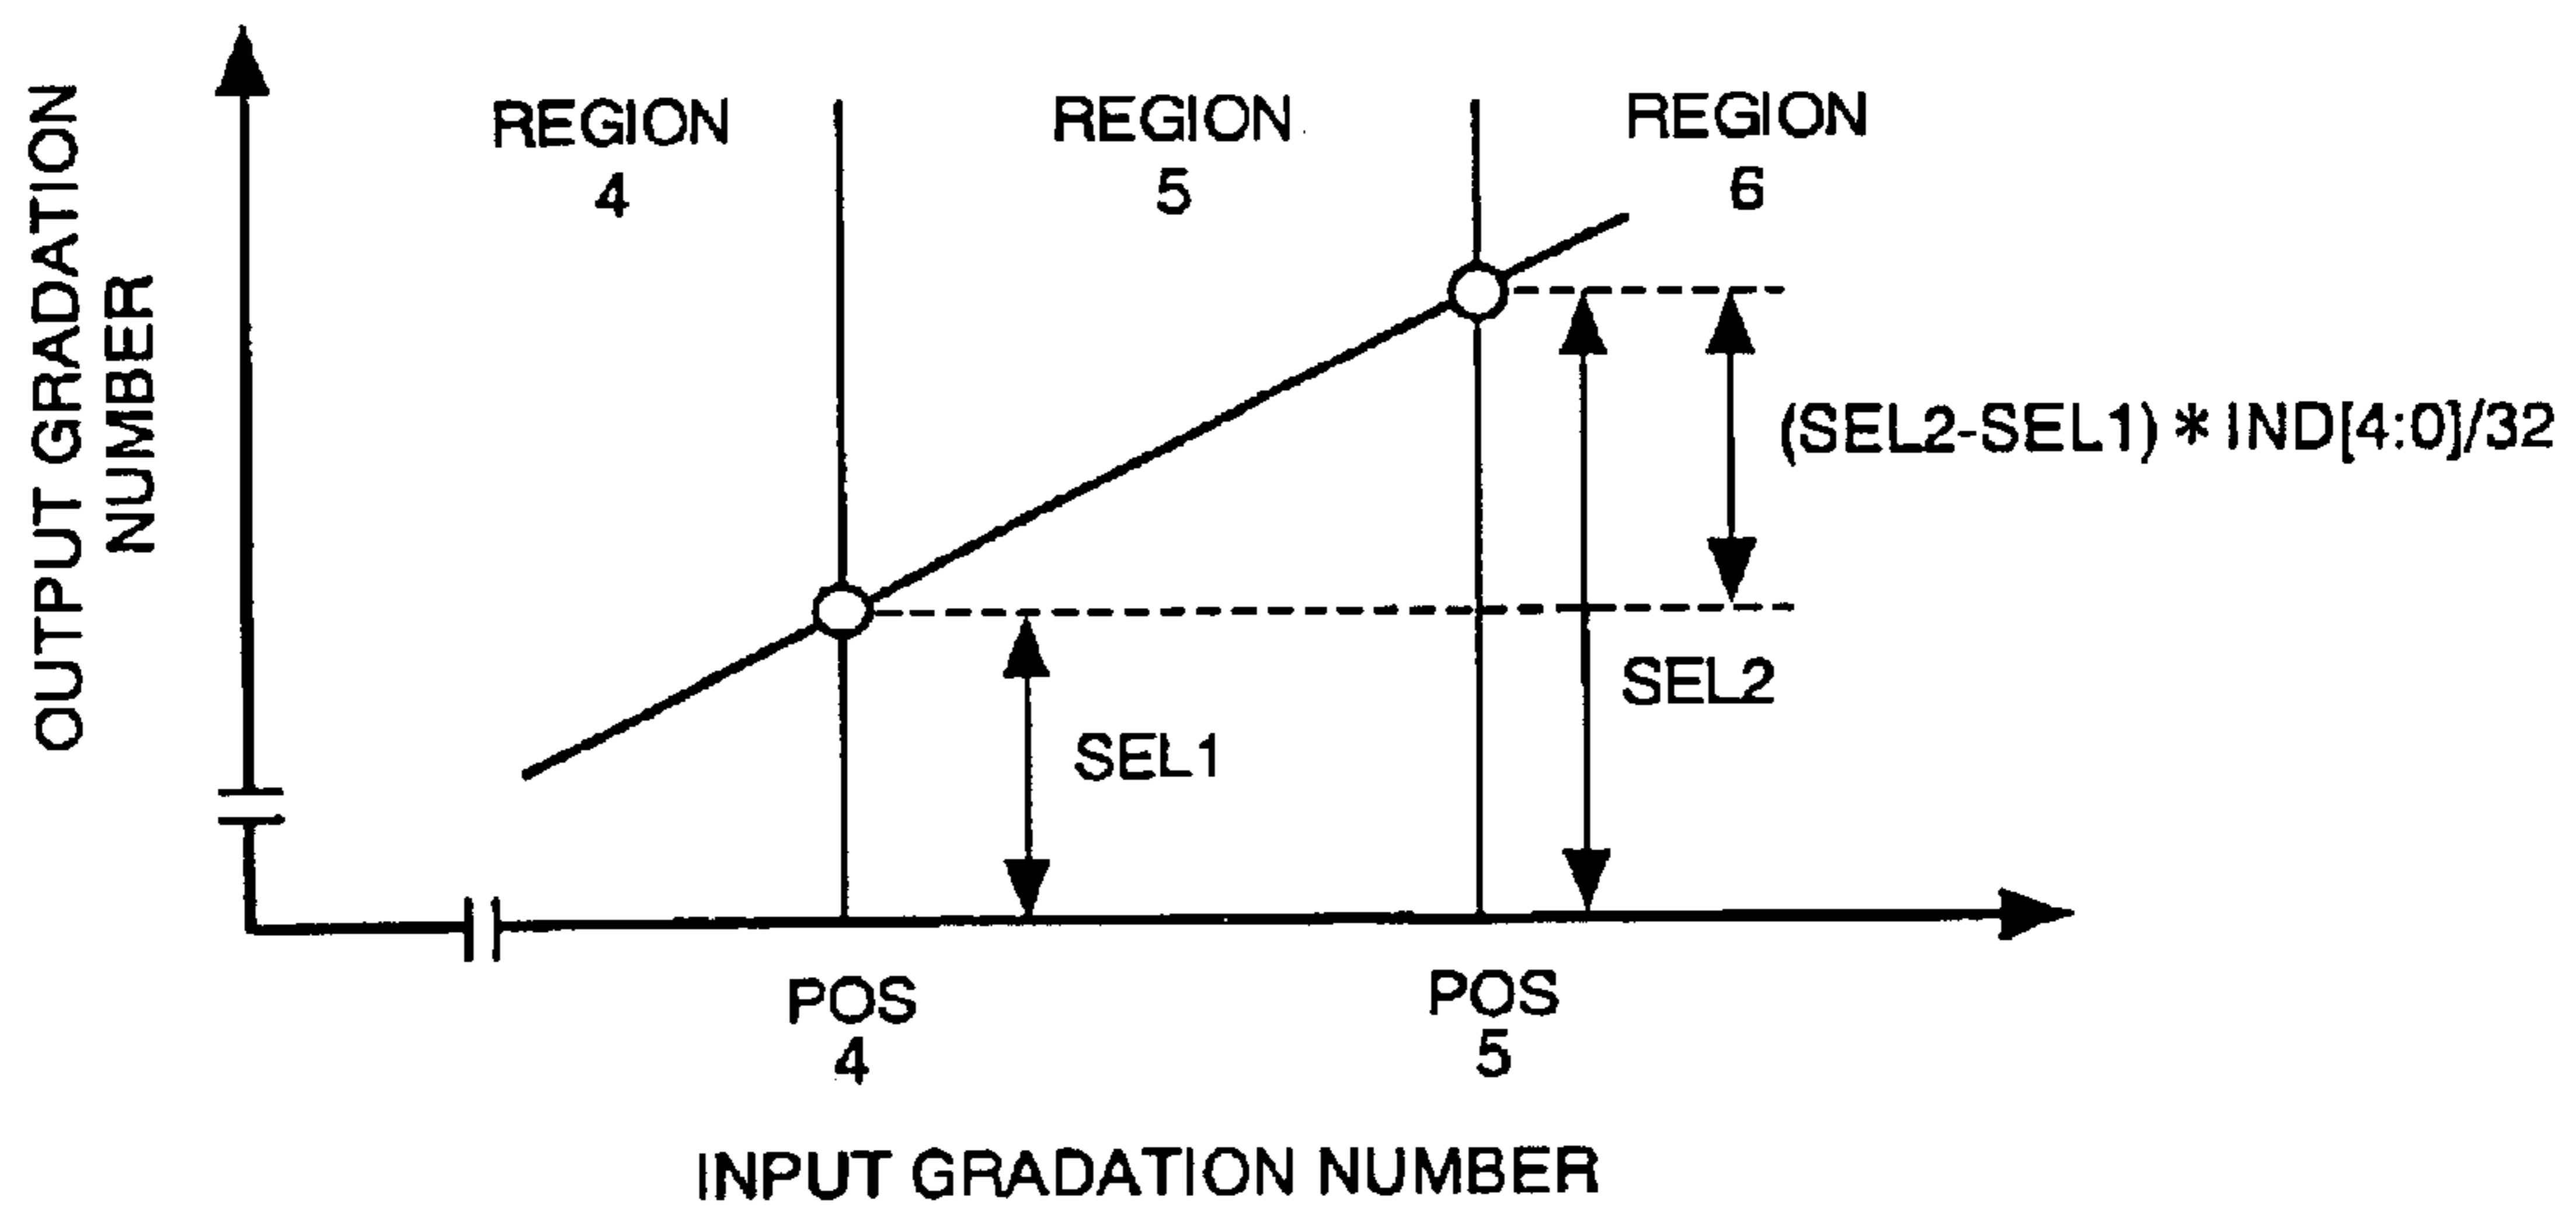 OUTPUT GRADATION
NUMBER
REGION
4
REGION
5
REGION
6
(SEL2-SEL1) * IND[4:0]/32
SEL2
SEL1
POS
4
POS
5
INPUT GRADATION NUMBER